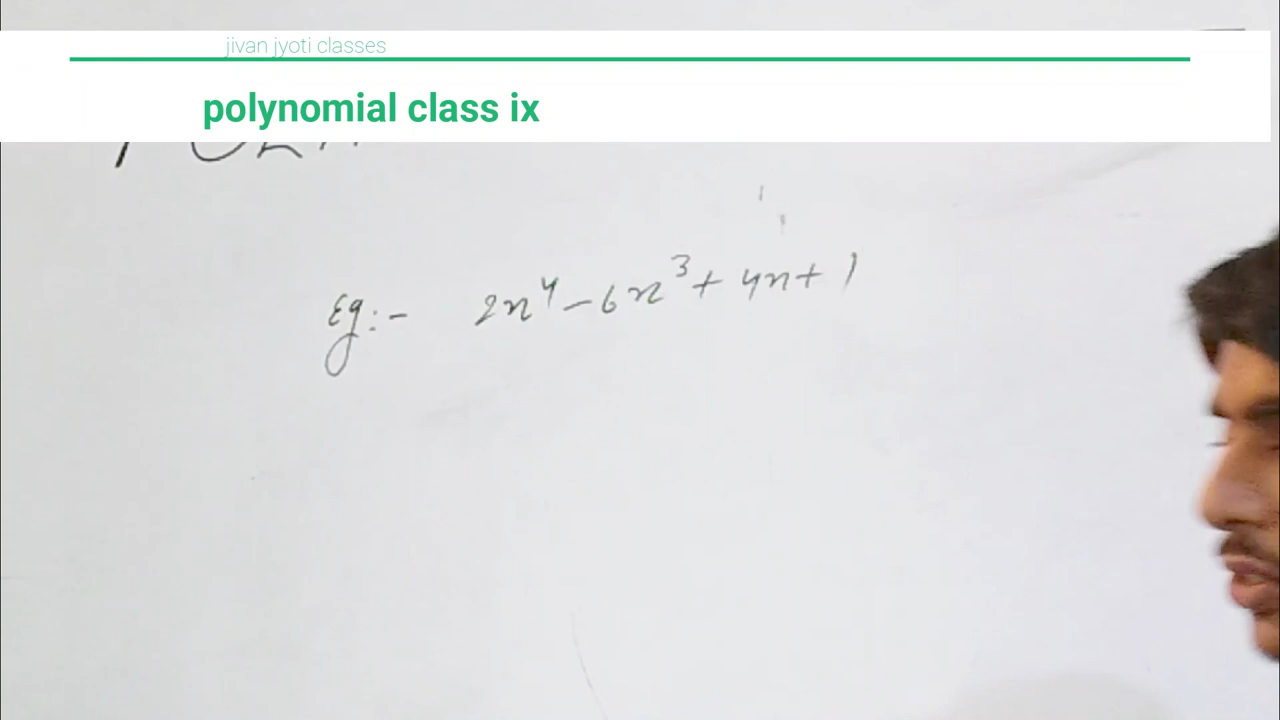 jivan jyoti classes
polynomial class ix
Eg:- 2x⁴-6x³+4x+1